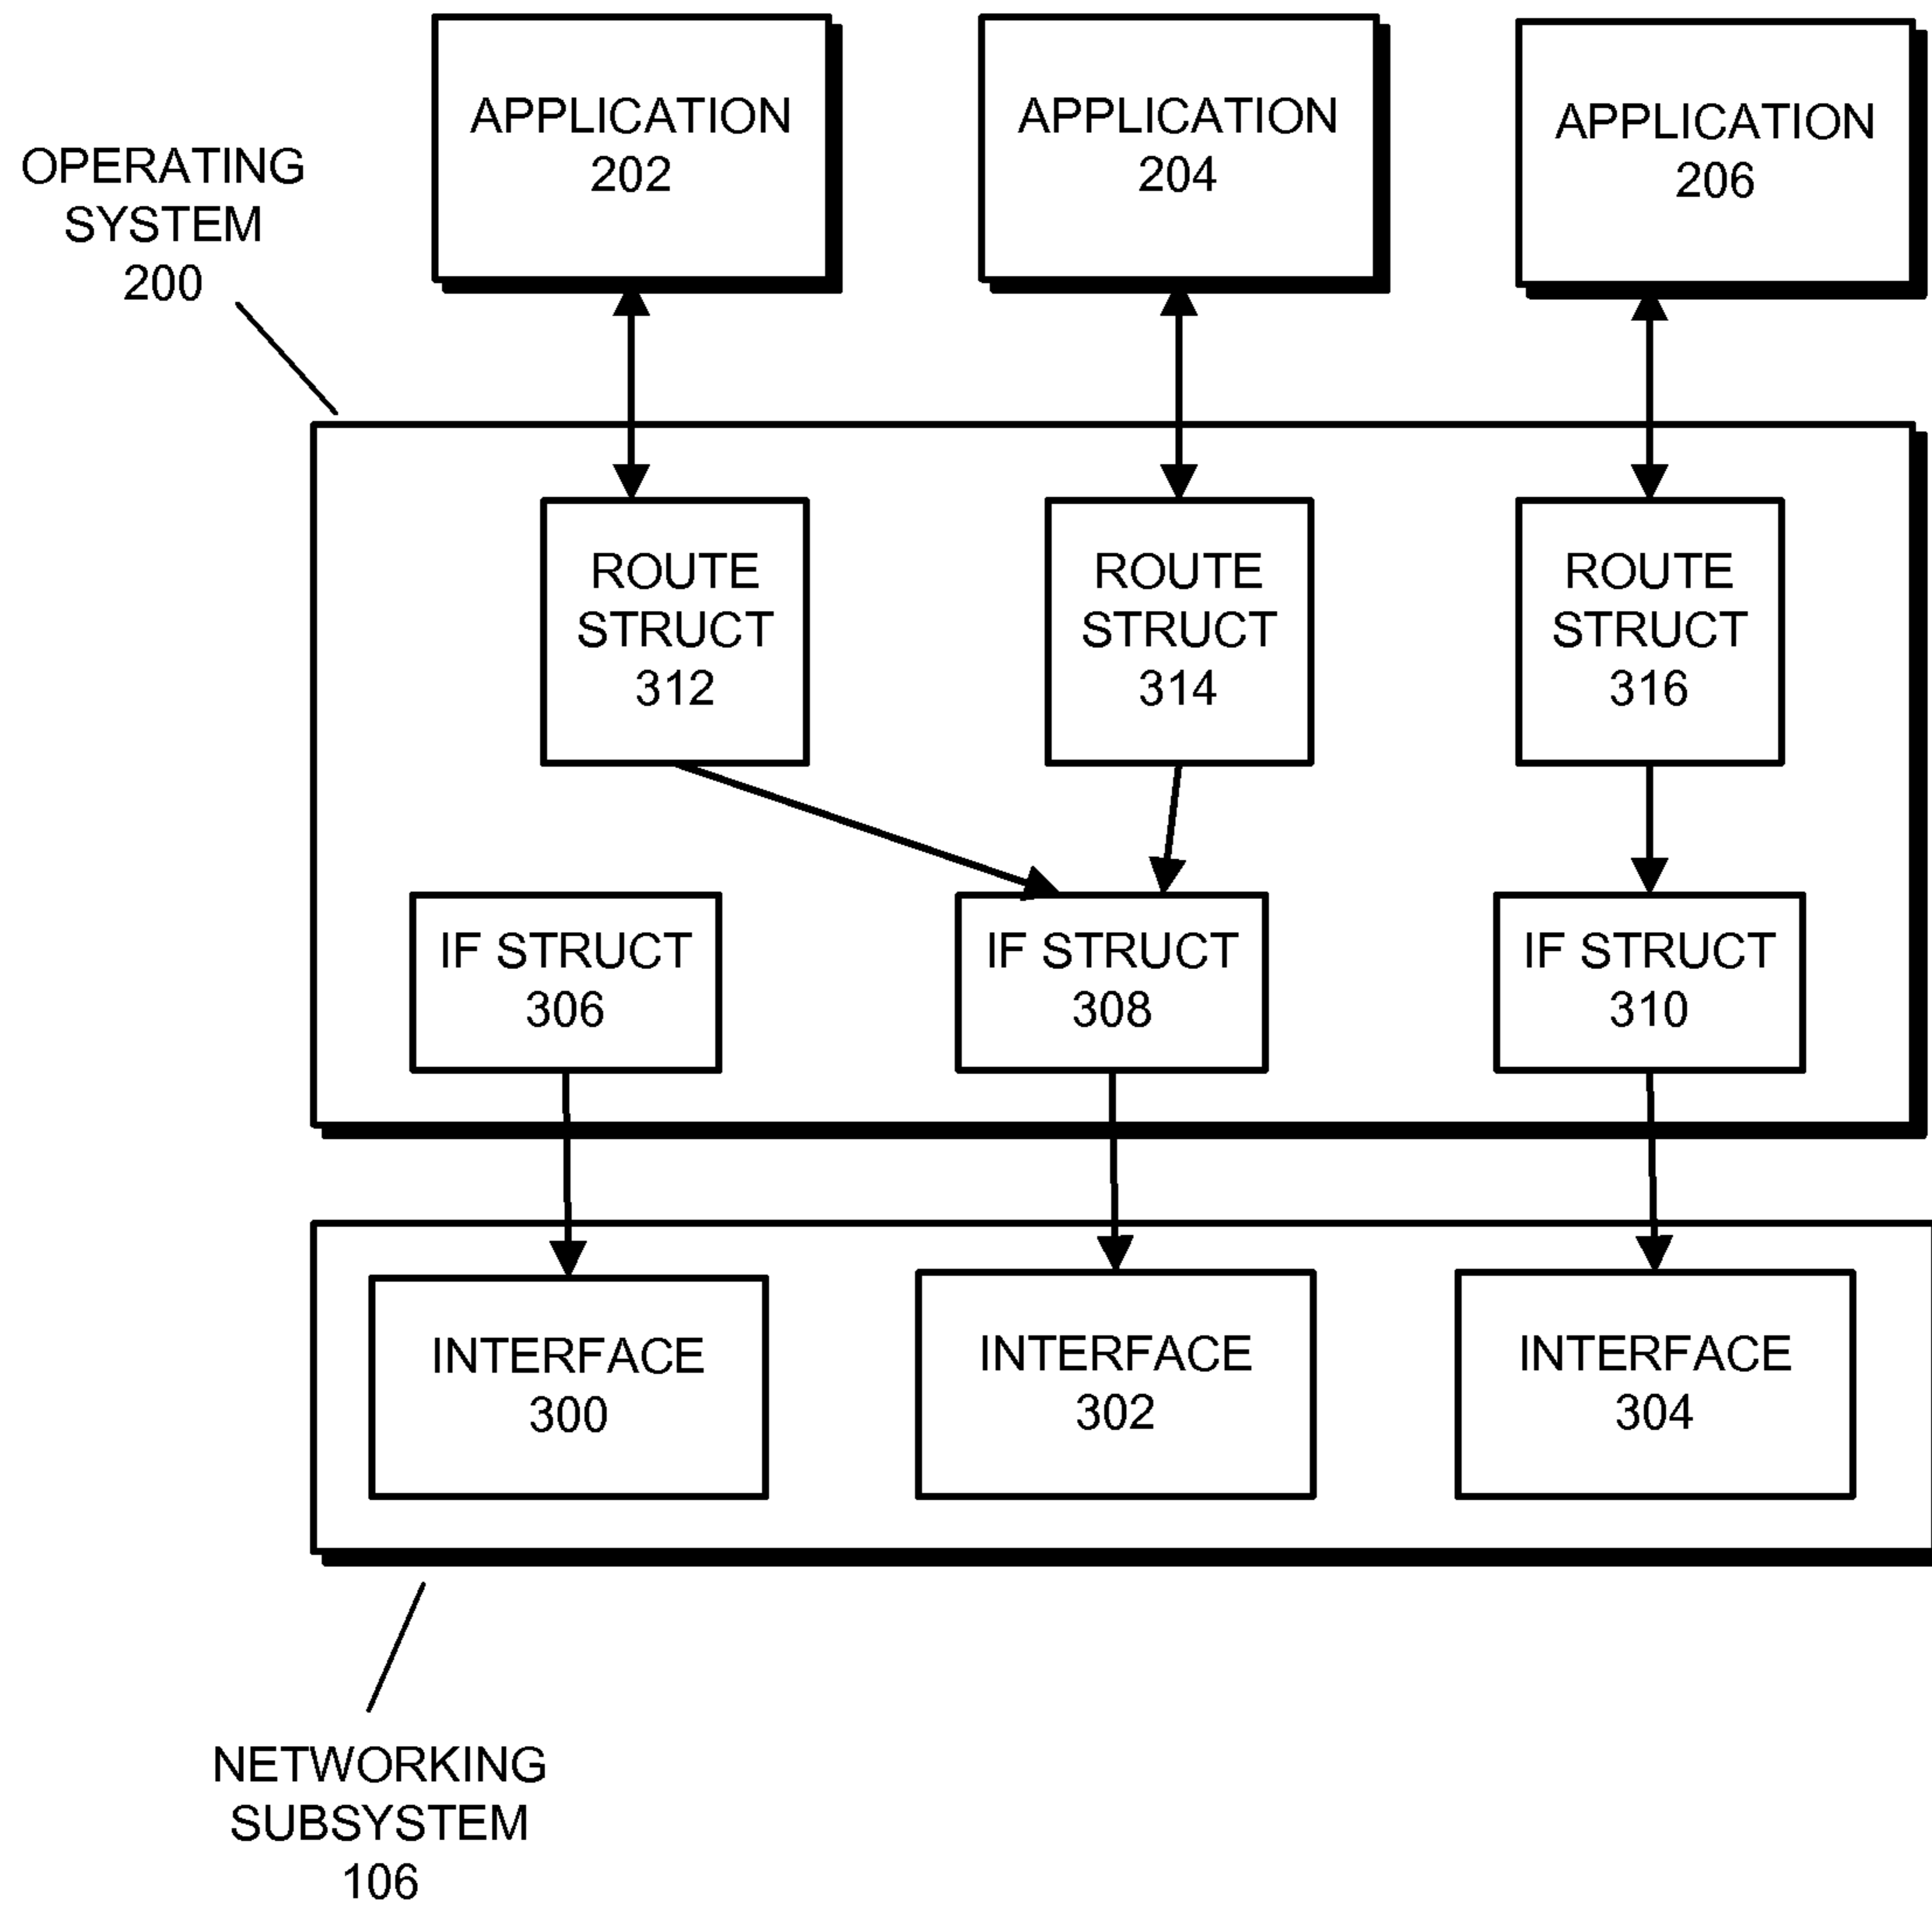 APPLICATION
202
APPLICATION
204
APPLICATION
206
OPERATING
SYSTEM
200
ROUTE
STRUCT
312
ROUTE
STRUCT
314
ROUTE
STRUCT
316
IF STRUCT
306
IF STRUCT
308
IF STRUCT
310
INTERFACE
300
INTERFACE
302
INTERFACE
304
NETWORKING
SUBSYSTEM
106